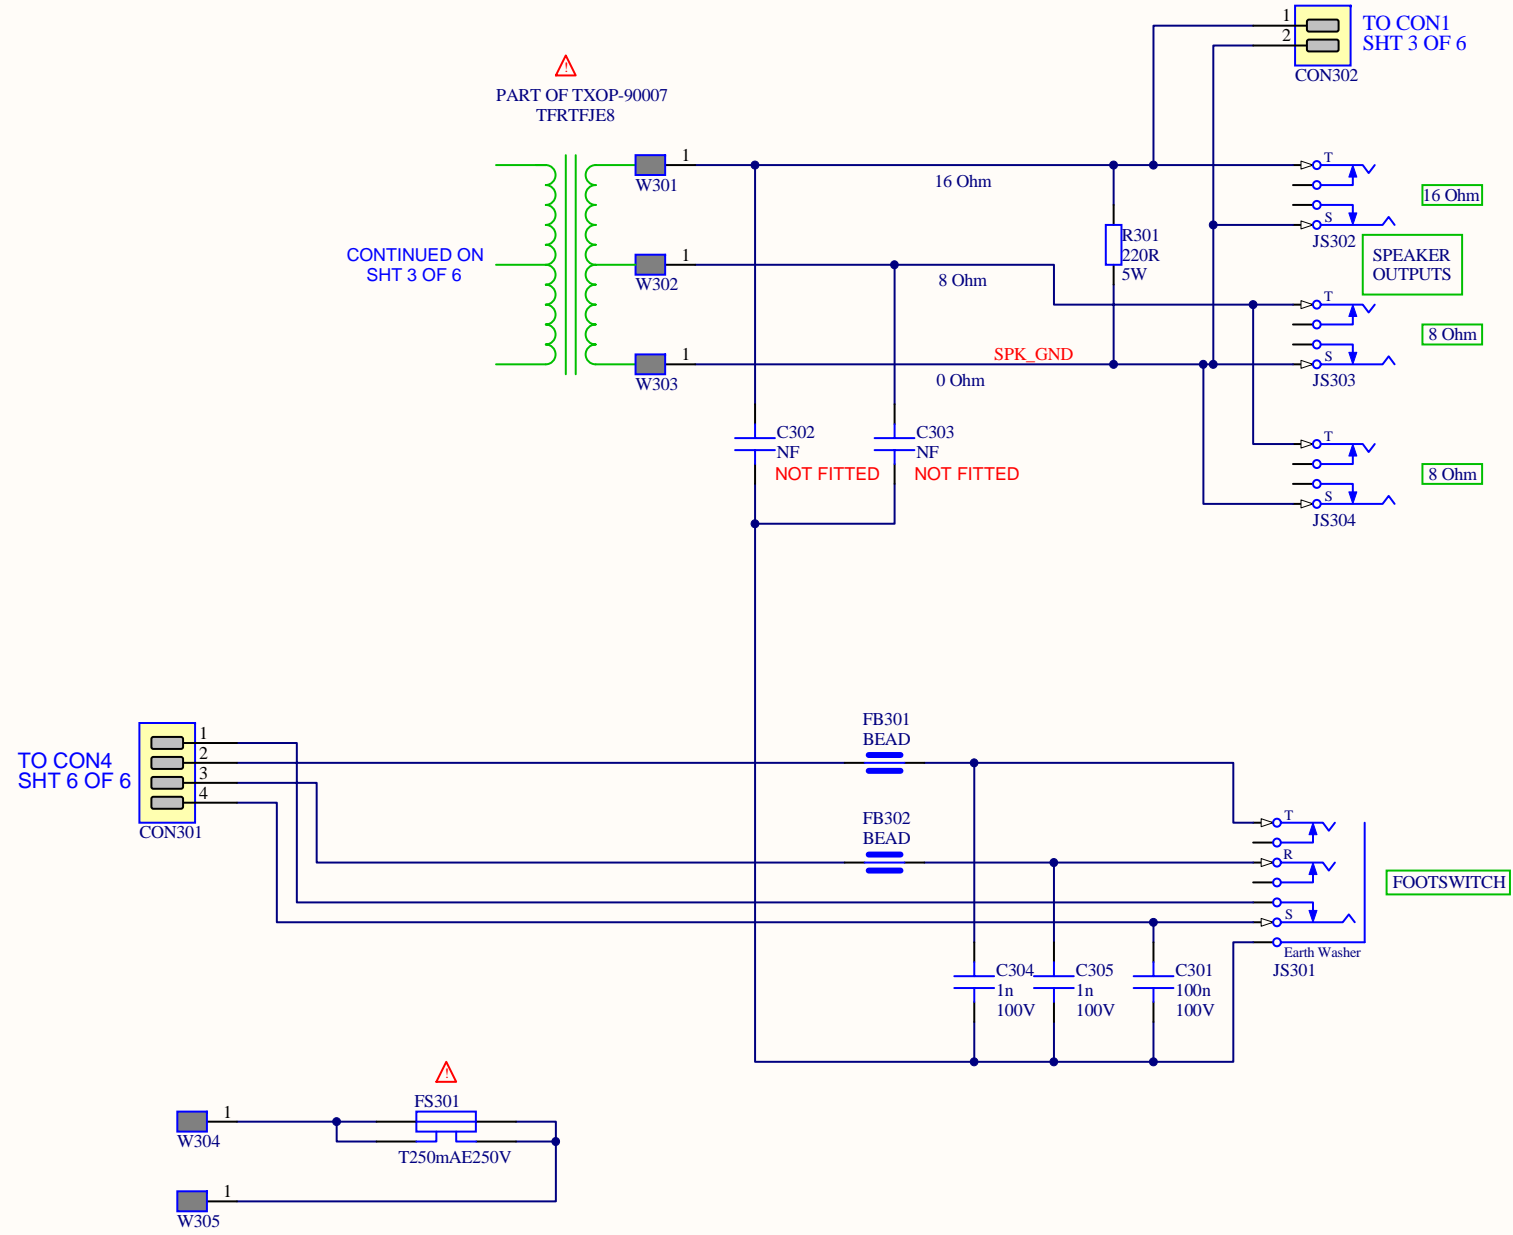 1
2
TO CON1
SHT 3 OF 6
CON302
PART OF TXOP-90007
TFRTFJE8
1
W301
16 Ohm
T
S
JS302
16 Ohm
R301
220R
5W
SPEAKER
OUTPUTS
CONTINUED ON
SHT 3 OF 6
1
W302
8 Ohm
T
S
JS303
8 Ohm
1
W303
SPK_GND
0 Ohm
C302
NF
NOT FITTED
C303
NF
NOT FITTED
T
S
JS304
8 Ohm
TO CON4
SHT 6 OF 6
1
2
3
4
CON301
FB301
BEAD
FB302
BEAD
T
R
S
Earth Washer
JS301
FOOTSWITCH
C304
1n
100V
C305
1n
100V
C301
100n
100V
1
W304
FS301
T250mAE250V
1
W305